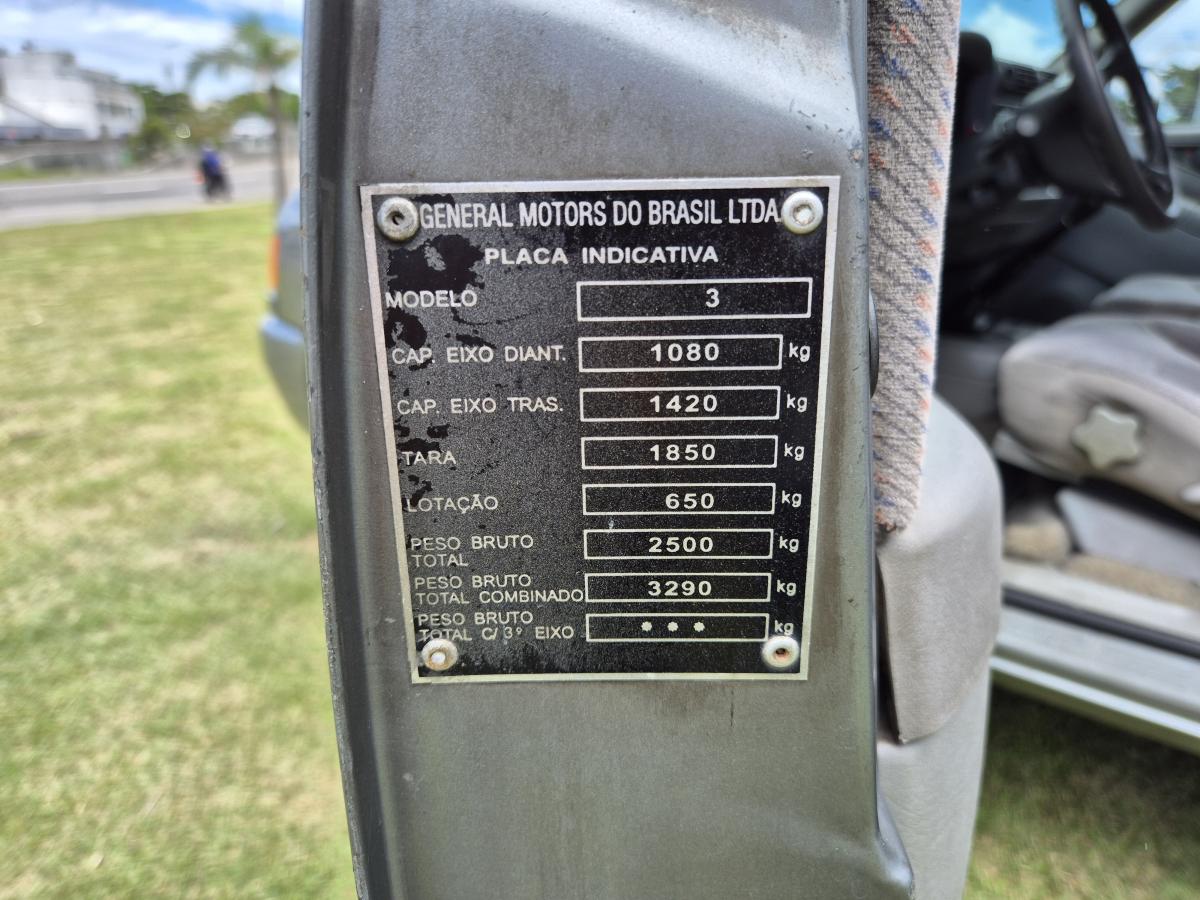 GENERAL MOTORS DO BRASIL LTDA
PLACA INDICATIVA
MODELO 3
CAP. EIXO DIANT. 1080 kg
CAP. EIXO TRAS. 1420 kg
TARA 1850 kg
LOTAÇÃO 650 kg
PESO BRUTO
TOTAL 2500 kg
PESO BRUTO
TOTAL COMBINADO 3290 kg
PESO BRUTO
TOTAL C/ 3º EIXO *** kg